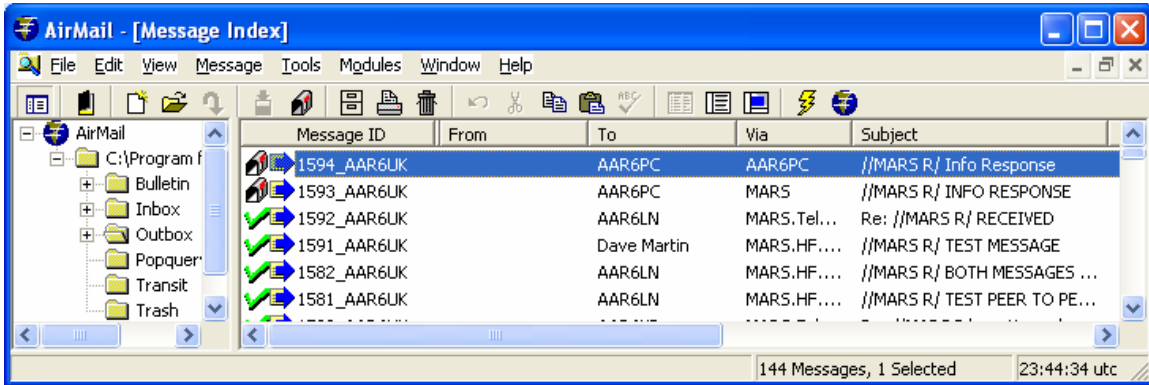 AirMail - [Message Index]
File Edit View Message Tools Modules Window Help
AirMail
C:\Program f
Bulletin
Inbox
Outbox
Popquer
Transit
Trash
Message ID From To Via Subject
1594_AAR6UK AAR6PC AAR6PC //MARS R/ Info Response
1593_AAR6UK AAR6PC MARS //MARS R/ INFO RESPONSE
1592_AAR6UK AAR6LN MARS.Tel... Re: //MARS R/ RECEIVED
1591_AAR6UK Dave Martin MARS.HF.... //MARS R/ TEST MESSAGE
1582_AAR6UK AAR6LN MARS.HF.... //MARS R/ BOTH MESSAGES ...
1581_AAR6UK AAR6LN MARS.HF.... //MARS R/ TEST PEER TO PE...
144 Messages, 1 Selected 23:44:34 utc